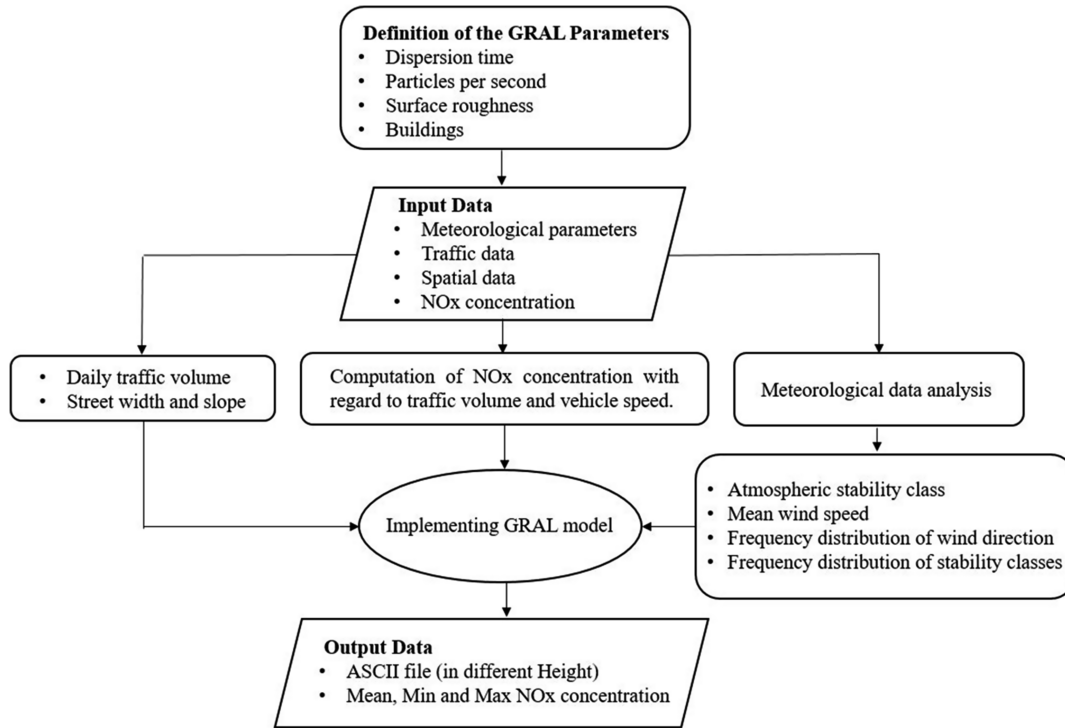 Definition of the GRAL Parameters
• Dispersion time
• Particles per second
• Surface roughness
• Buildings
Input Data
• Meteorological parameters
• Traffic data
• Spatial data
• NOx concentration
• Daily traffic volume
• Street width and slope
Computation of NOx concentration with
regard to traffic volume and vehicle speed.
Meteorological data analysis
• Atmospheric stability class
• Mean wind speed
• Frequency distribution of wind direction
• Frequency distribution of stability classes
Implementing GRAL model
Output Data
• ASCII file (in different Height)
• Mean, Min and Max NOx concentration